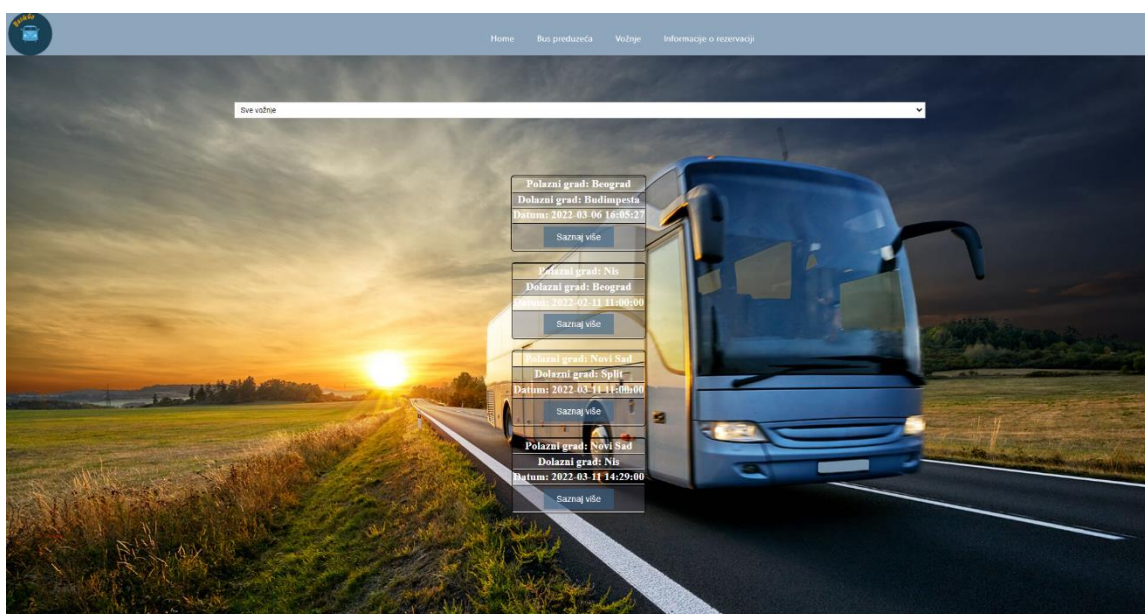 Home Bus preduzeća Vožnje Informacije o rezervaciji
Sve vožnje
Polazni grad: Beograd
Dolazni grad: Budimpesta
Datum: 2022-03-06 16:05:27
Saznaj više
Polazni grad: Nis
Dolazni grad: Beograd
Datum: 2022-02-11 11:00:00
Saznaj više
Polazni grad: Novi Sad
Dolazni grad: Split
Datum: 2022-03-11 11:00:00
Saznaj više
Polazni grad: Novi Sad
Dolazni grad: Nis
Datum: 2022-03-11 14:29:00
Saznaj više